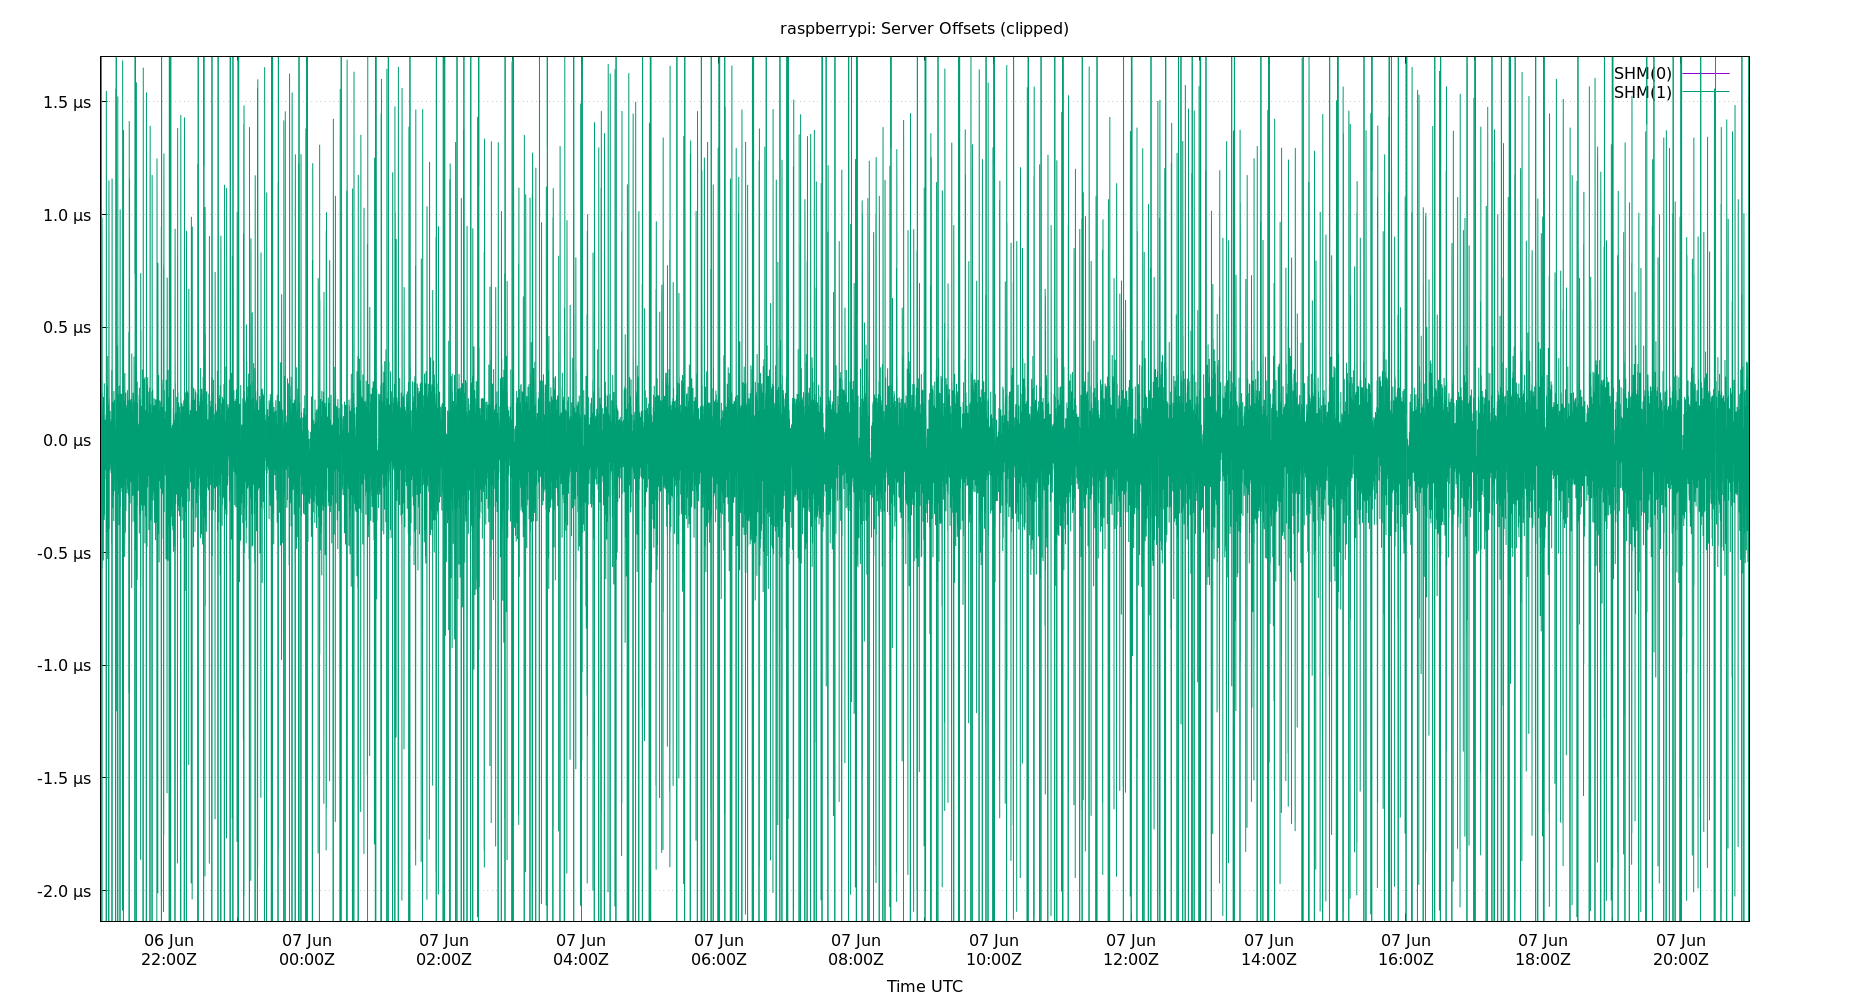 raspberrypi: Server Offsets (clipped)
SHM(0)
SHM(1)
1.5 µs
1.0 µs
0.5 µs
0.0 µs
-0.5 µs
-1.0 µs
-1.5 µs
-2.0 µs
06 Jun 07 Jun 07 Jun 07 Jun 07 Jun 07 Jun 07 Jun 07 Jun 07 Jun 07 Jun 07 Jun 07 Jun
22:00Z 00:00Z 02:00Z 04:00Z 06:00Z 08:00Z 10:00Z 12:00Z 14:00Z 16:00Z 18:00Z 20:00Z
Time UTC